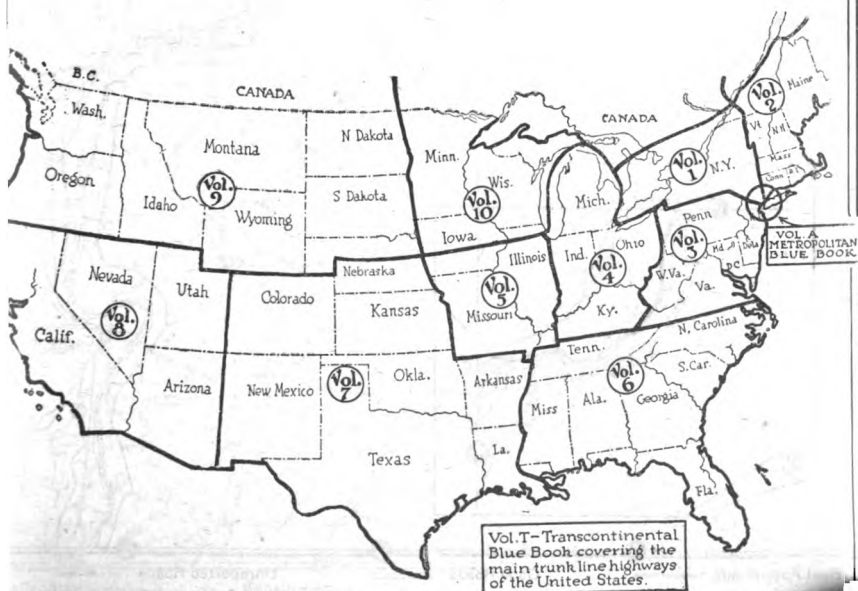 B.C.
Wash.
CANADA
Montana
N Dakota
Minn.
CANADA
Vol. 2
Maine
Vt.
N.H.
Mass
Conn
Oregon
Idaho
Vol. 9
Wyoming
S Dakota
Wis.
Vol. 10
Mich.
Vol. 1
N.Y.
Iowa
VOL. A
METROPOLITAN
BLUE BOOK
Nevada
Utah
Nebraska
Colorado
Kansas
Illinois
Ind.
Ohio
Vol. 4
Penn
Vol. 3
Md.
Dela
D.C.
W.Va.
Va.
Calif.
Vol. 8
Vol. 5
Missouri
Ky.
Arizona
New Mexico
Vol. 7
Okla.
Arkansas
Tenn.
N. Carolina
Vol. 6
S.Car.
Texas
La.
Miss
Ala.
Georgia
Fla.
Vol. T-Transcontinental
Blue Book covering the
main trunk line highways
of the United States.